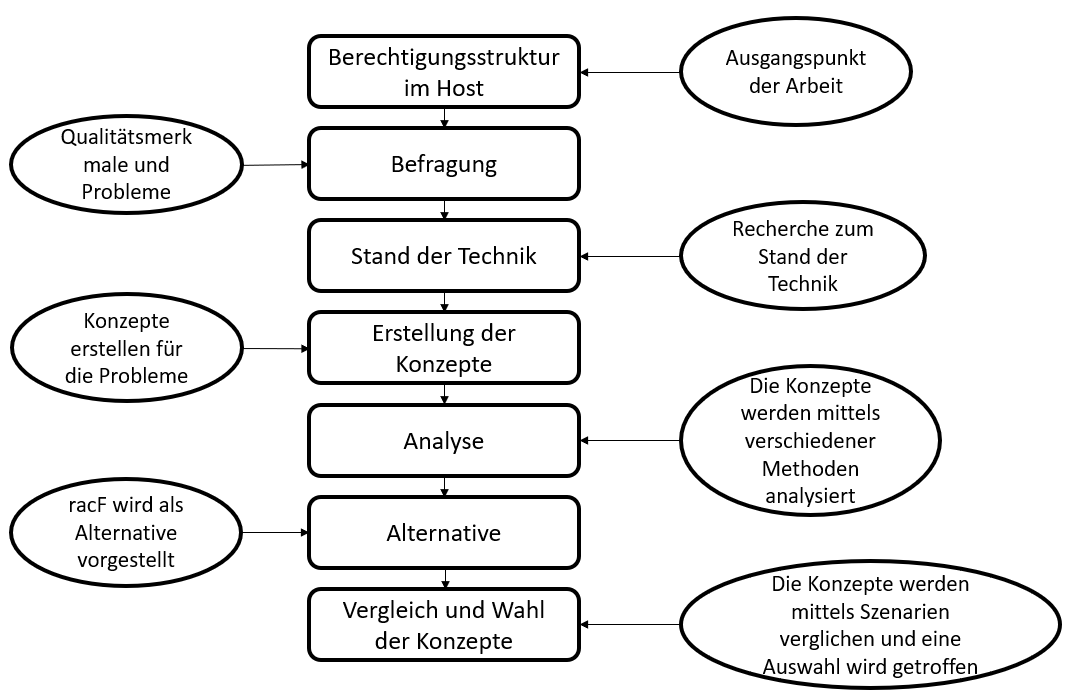 Berechtigungsstruktur
im Host
Ausgangspunkt
der Arbeit
Qualitätsmerk
male und
Probleme
Befragung
Stand der Technik
Recherche zum
Stand der
Technik
Konzepte
erstellen für
die Probleme
Erstellung der
Konzepte
Analyse
Die Konzepte
werden mittels
verschiedener
Methoden
analysiert
racF wird als
Alternative
vorgestellt
Alternative
Vergleich und Wahl
der Konzepte
Die Konzepte werden
mittels Szenarien
verglichen und eine
Auswahl wird getroffen